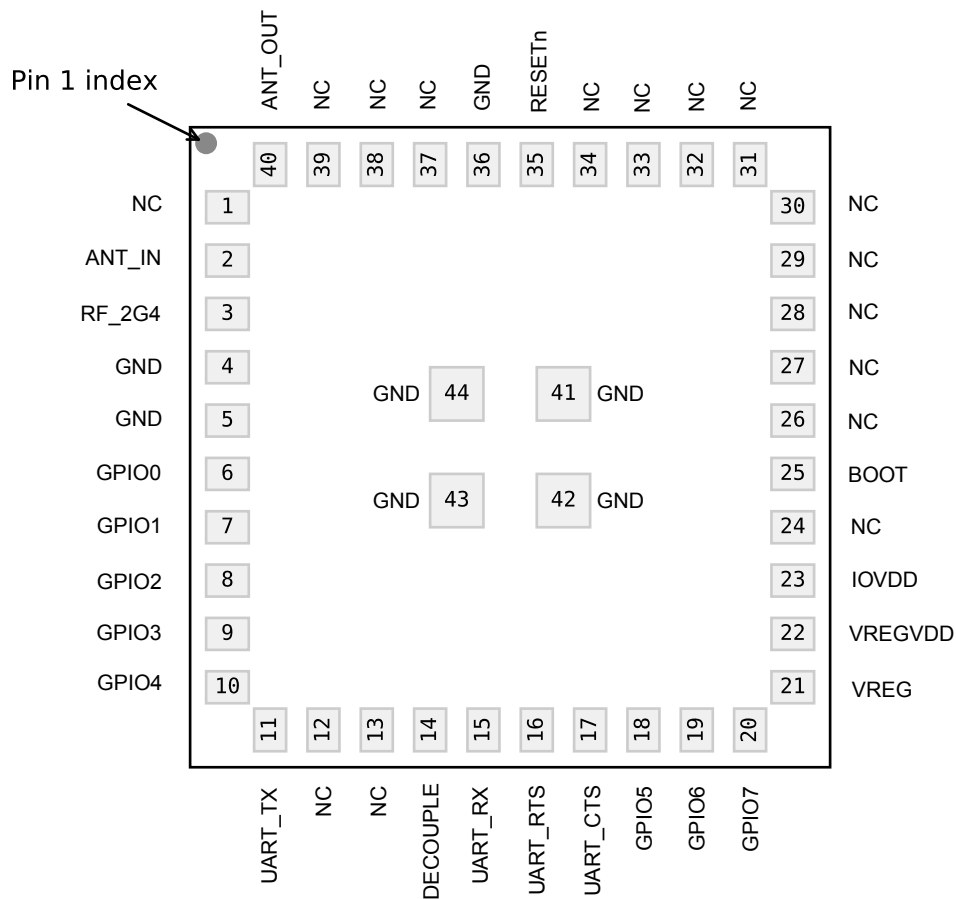 ANT_OUT NC NC NC GND RESETn NC NC NC NC
Pin 1 index
40 39 38 37 36 35 34 33 32 31
NC 1 30 NC
ANT_IN 2 29 NC
RF_2G4 3 28 NC
GND 4 27 NC
GND 44 41 GND
GND 5 26 NC
GPIO0 6 25 BOOT
GND 43 42 GND
GPIO1 7 24 NC
GPIO2 8 23 IOVDD
GPIO3 9 22 VREGVDD
GPIO4 10 21 VREG
11 12 13 14 15 16 17 18 19 20
UART_TX NC NC DECOUPLE UART_RX UART_RTS UART_CTS GPIO5 GPIO6 GPIO7